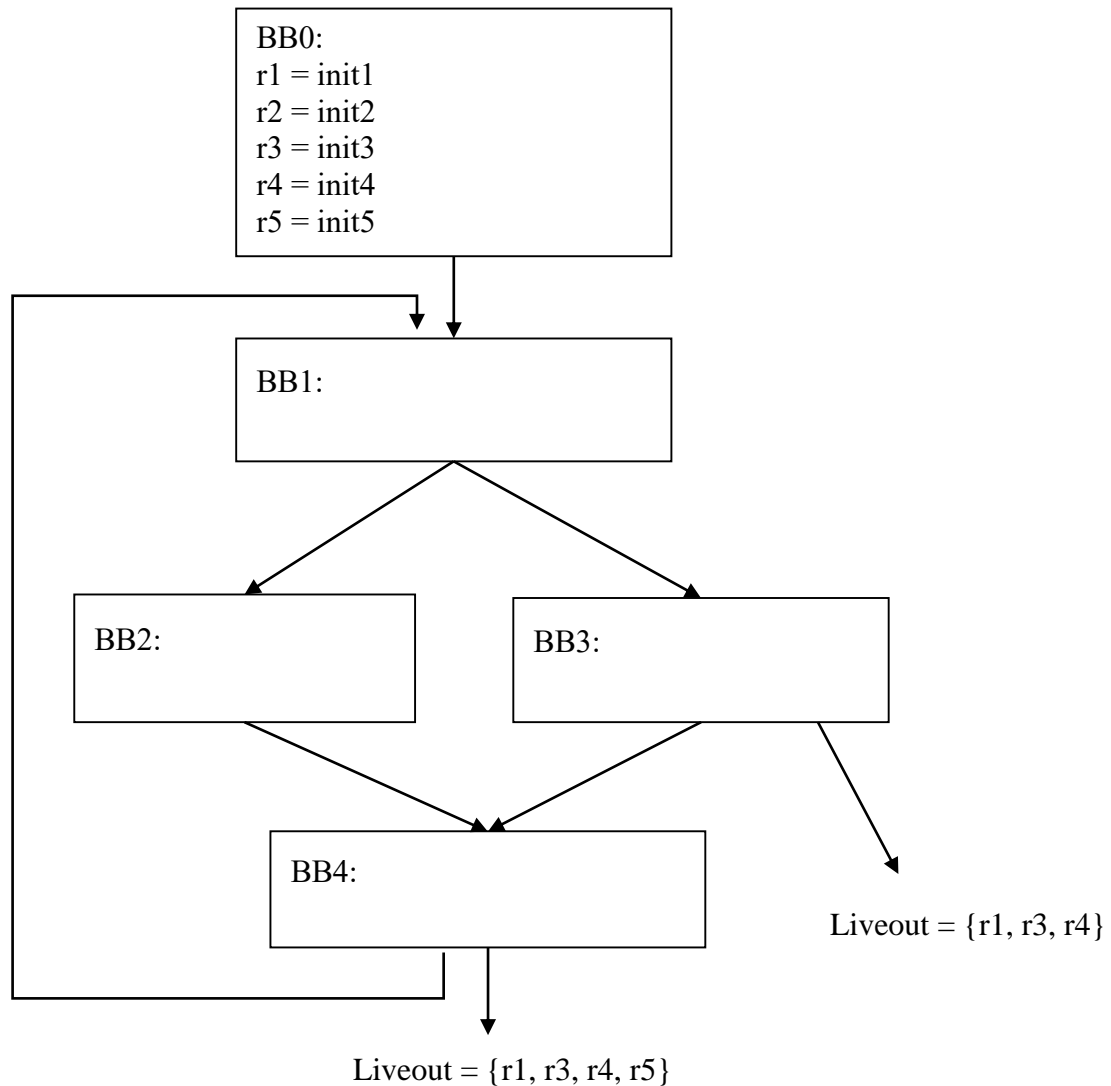 BB0:
r1 = init1
r2 = init2
r3 = init3
r4 = init4
r5 = init5
BB1:
BB2:
BB3:
BB4:
Liveout = {r1, r3, r4}
Liveout = {r1, r3, r4, r5}